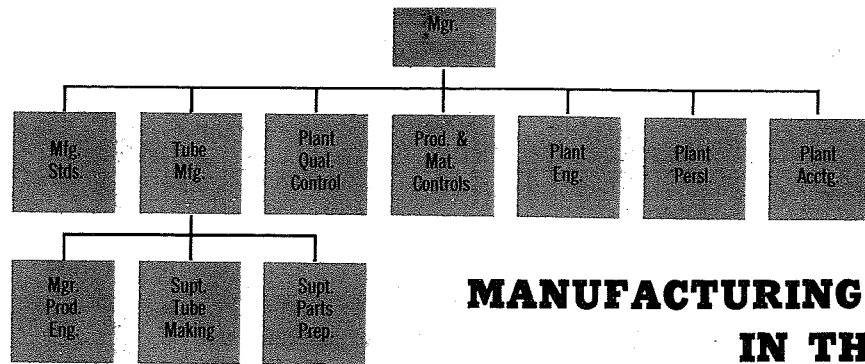 Mgr.
Mfg.
Stds.
Tube
Mfg.
Plant
Qual.
Control
Prod. &
Mat.
Controls
Plant
Eng.
Plant
Persl.
Plant
Acctg.
Mgr.
Prod.
Eng.
Supt.
Tube
Making
Supt.
Parts
Prep.
MANUFACTURING
IN TH